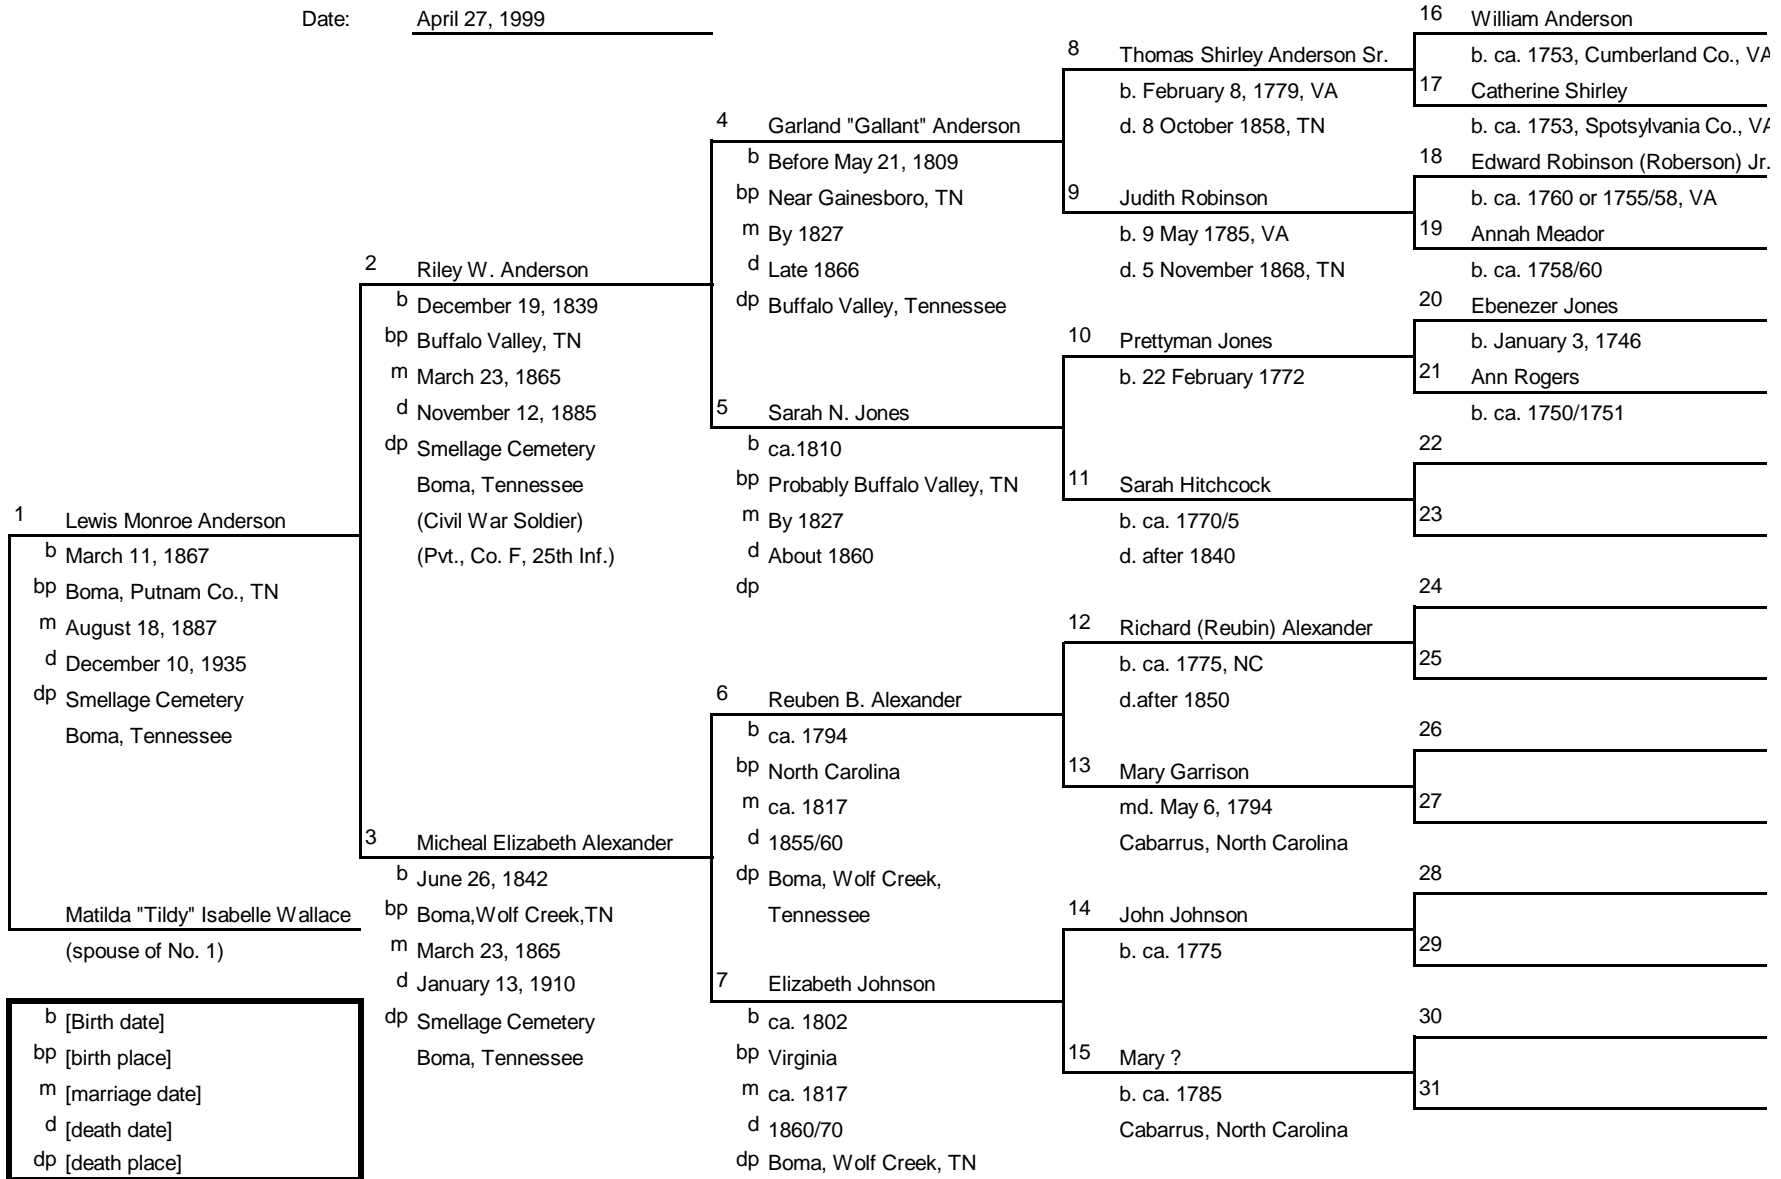 Date: April 27, 1999
1 Lewis Monroe Anderson
b March 11, 1867
bp Boma, Putnam Co., TN
m August 18, 1887
d December 10, 1935
dp Smellage Cemetery
Boma, Tennessee
Matilda "Tildy" Isabelle Wallace
(spouse of No. 1)
b [Birth date]
bp [birth place]
m [marriage date]
d [death date]
dp [death place]
2 Riley W. Anderson
b December 19, 1839
bp Buffalo Valley, TN
m March 23, 1865
d November 12, 1885
dp Smellage Cemetery
Boma, Tennessee
(Civil War Soldier)
(Pvt., Co. F, 25th Inf.)
3 Micheal Elizabeth Alexander
b June 26, 1842
bp Boma,Wolf Creek,TN
m March 23, 1865
d January 13, 1910
dp Smellage Cemetery
Boma, Tennessee
4 Garland "Gallant" Anderson
b Before May 21, 1809
bp Near Gainesboro, TN
m By 1827
d Late 1866
dp Buffalo Valley, Tennessee
5 Sarah N. Jones
b ca.1810
bp Probably Buffalo Valley, TN
m By 1827
d About 1860
dp
6 Reuben B. Alexander
b ca. 1794
bp North Carolina
m ca. 1817
d 1855/60
dp Boma, Wolf Creek,
Tennessee
7 Elizabeth Johnson
b ca. 1802
bp Virginia
m ca. 1817
d 1860/70
dp Boma, Wolf Creek, TN
8 Thomas Shirley Anderson Sr.
b. February 8, 1779, VA
d. 8 October 1858, TN
9 Judith Robinson
b. 9 May 1785, VA
d. 5 November 1868, TN
10 Prettyman Jones
b. 22 February 1772
11 Sarah Hitchcock
b. ca. 1770/5
d. after 1840
12 Richard (Reubin) Alexander
b. ca. 1775, NC
d.after 1850
13 Mary Garrison
md. May 6, 1794
Cabarrus, North Carolina
14 John Johnson
b. ca. 1775
15 Mary ?
b. ca. 1785
Cabarrus, North Carolina
16 William Anderson
b. ca. 1753, Cumberland Co., VA
17 Catherine Shirley
b. ca. 1753, Spotsylvania Co., VA
18 Edward Robinson (Roberson) Jr.
b. ca. 1760 or 1755/58, VA
19 Annah Meador
b. ca. 1758/60
20 Ebenezer Jones
b. January 3, 1746
21 Ann Rogers
b. ca. 1750/1751
22
23
24
25
26
27
28
29
30
31